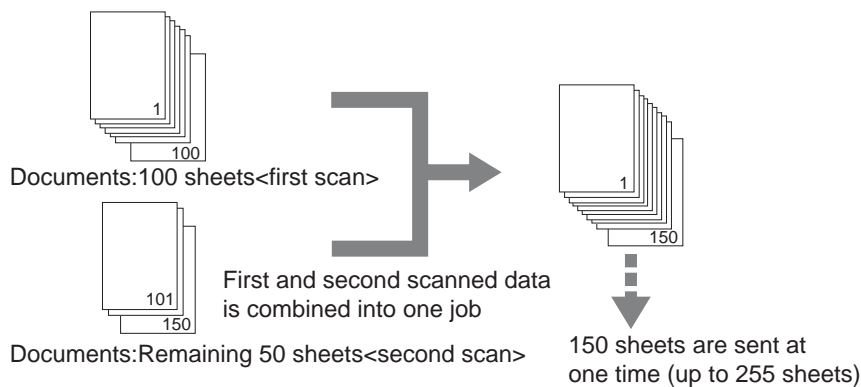 1
100
Documents:100 sheets<first scan>
101
150
Documents:Remaining 50 sheets<second scan>
First and second scanned data
is combined into one job
1
150
150 sheets are sent at
one time (up to 255 sheets)